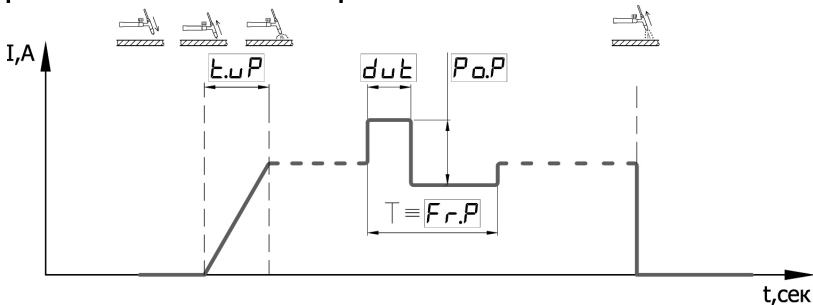 I,A
t.uP
dut
Po.P
T ≡ Fr.P
t,сек